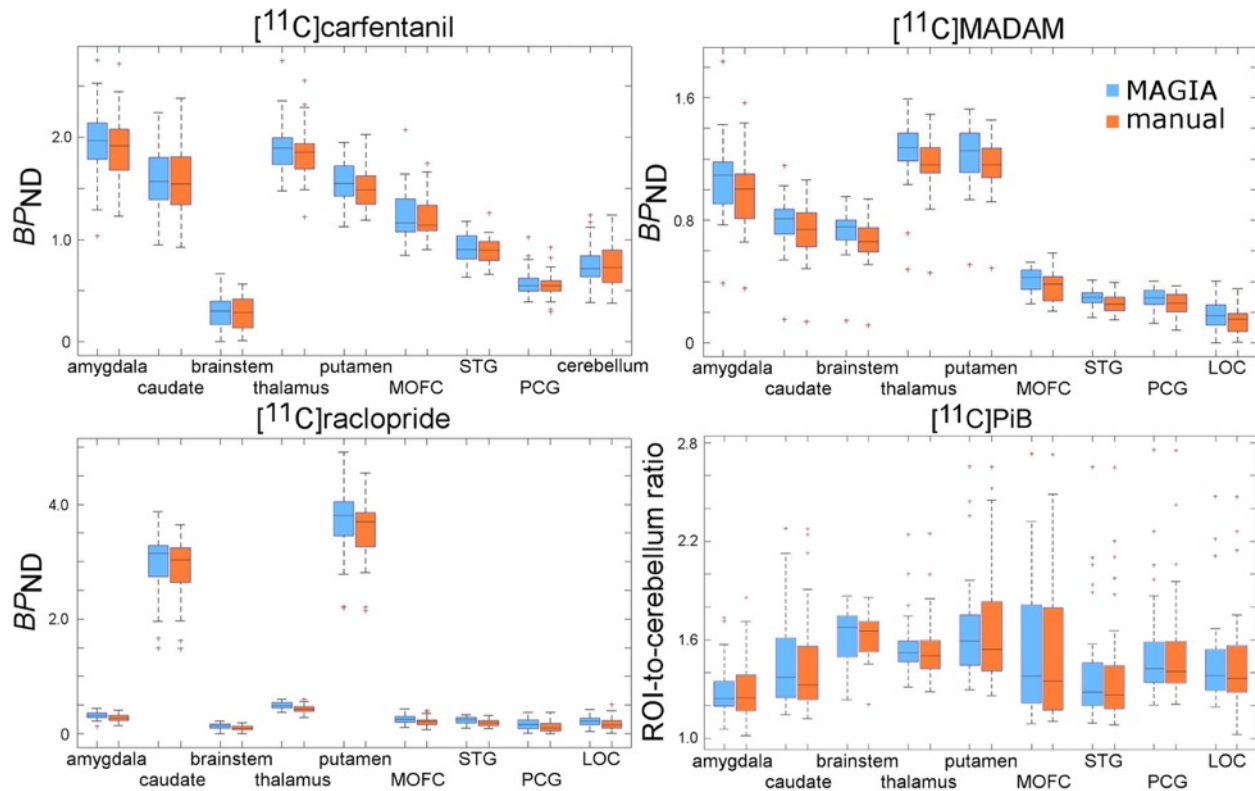 [11C]carfentanil
BPND
2.0
1.0
0
amygdala
caudate
brainstem
thalamus
putamen
MOFC
STG
PCG
cerebellum
[11C]MADAM
BPND
1.6
0.8
0
MAGIA
manual
amygdala
caudate
brainstem
thalamus
putamen
MOFC
STG
PCG
LOC
[11C]raclopride
BPND
4.0
2.0
0
amygdala
caudate
brainstem
thalamus
putamen
MOFC
STG
PCG
LOC
[11C]PiB
ROI-to-cerebellum ratio
2.8
2.2
1.6
1.0
amygdala
caudate
brainstem
thalamus
putamen
MOFC
STG
PCG
LOC